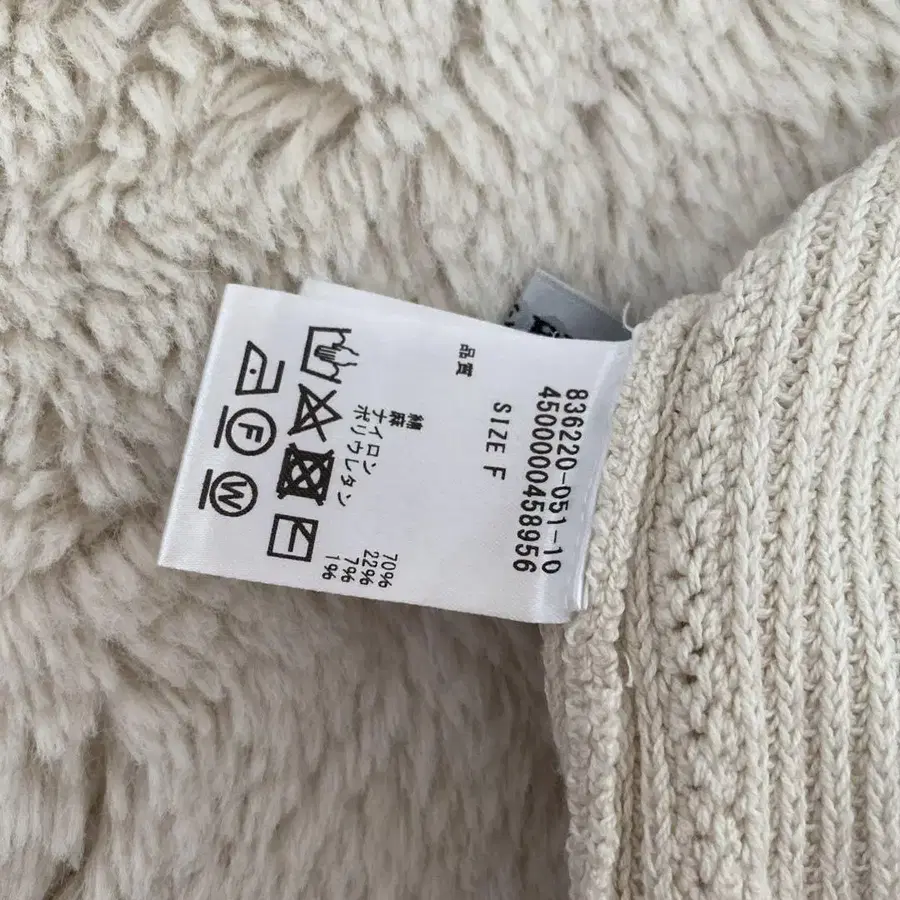 836220-051-10
4500000458956
SIZE F
品質
綿 70%
麻 22%
ナイロン 7%
ポリウレタン 1%
F
W